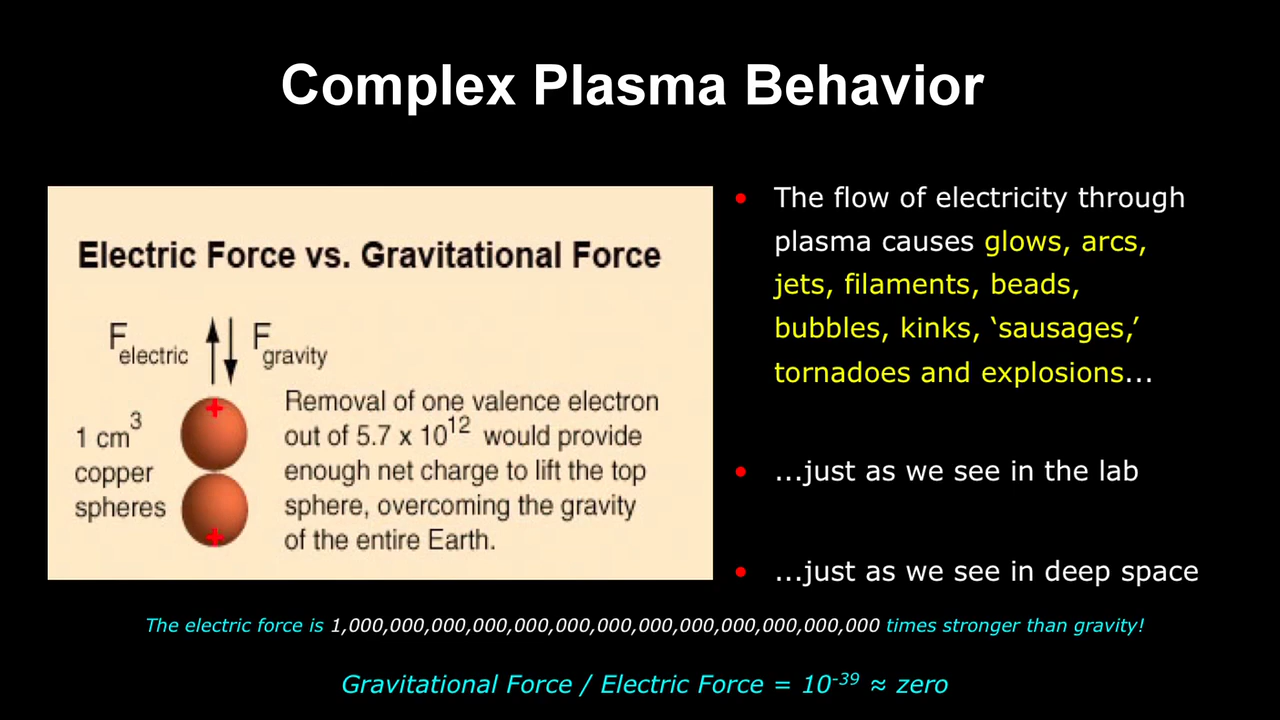 Complex Plasma Behavior
Electric Force vs. Gravitational Force
F electric
F gravity
1 cm³
copper
spheres
+
+
Removal of one valence electron
out of 5.7 x 10¹² would provide
enough net charge to lift the top
sphere, overcoming the gravity
of the entire Earth.
• The flow of electricity through
plasma causes glows, arcs,
jets, filaments, beads,
bubbles, kinks, ‘sausages,’
tornadoes and explosions…
• …just as we see in the lab
• …just as we see in deep space
The electric force is 1,000,000,000,000,000,000,000,000,000,000,000,000,000 times stronger than gravity!
Gravitational Force / Electric Force = 10⁻³⁹ ≈ zero